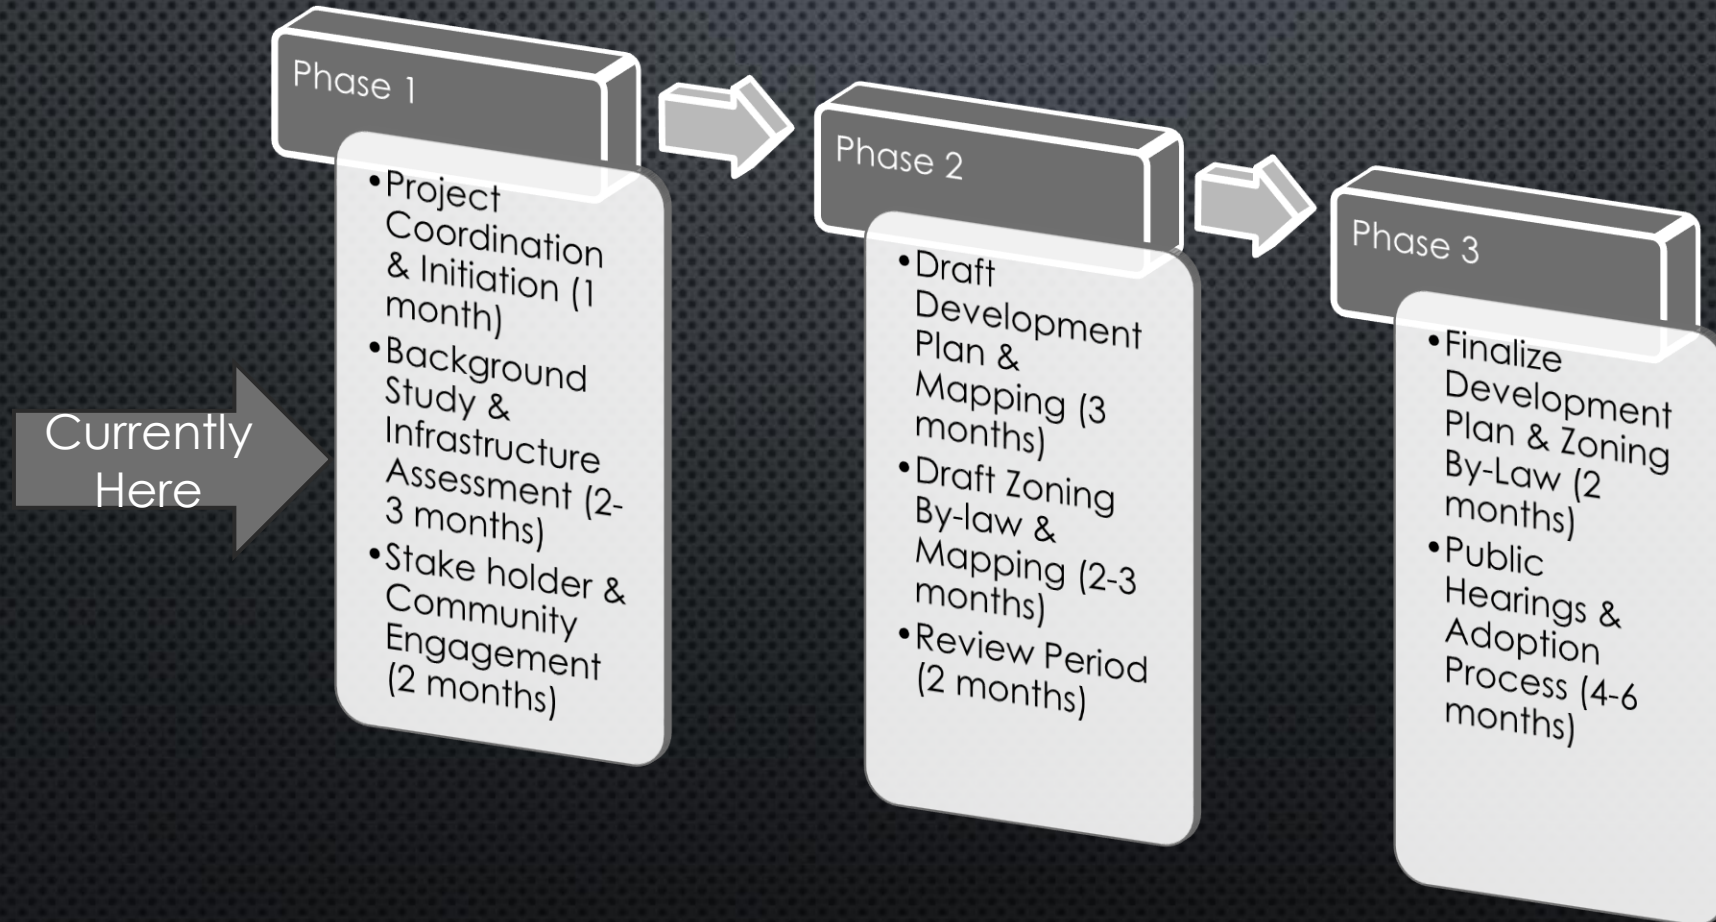 Phase 1
•Project
Coordination
& Initiation (1
month)
•Background
Study &
Infrastructure
Assessment (2-
3 months)
•Stake holder &
Community
Engagement
(2 months)
Currently
Here
Phase 2
•Draft
Development
Plan &
Mapping (3
months)
•Draft Zoning
By-law &
Mapping (2-3
months)
•Review Period
(2 months)
Phase 3
•Finalize
Development
Plan & Zoning
By-Law (2
months)
•Public
Hearings &
Adoption
Process (4-6
months)